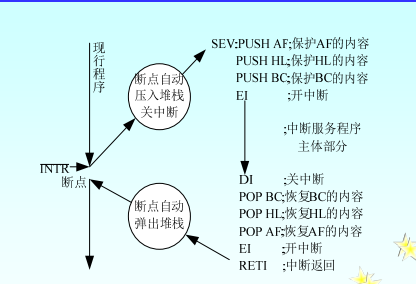 现行程序
INTR
断点
断点自动
压入堆栈
关中断
断点自动
弹出堆栈
SEV:PUSH AF;保护AF的内容
PUSH HL;保护HL的内容
PUSH BC;保护BC的内容
EI ;开中断
;中断服务程序
主体部分
DI ;关中断
POP BC;恢复BC的内容
POP HL;恢复HL的内容
POP AF;恢复AF的内容
EI ;开中断
RETI ;中断返回